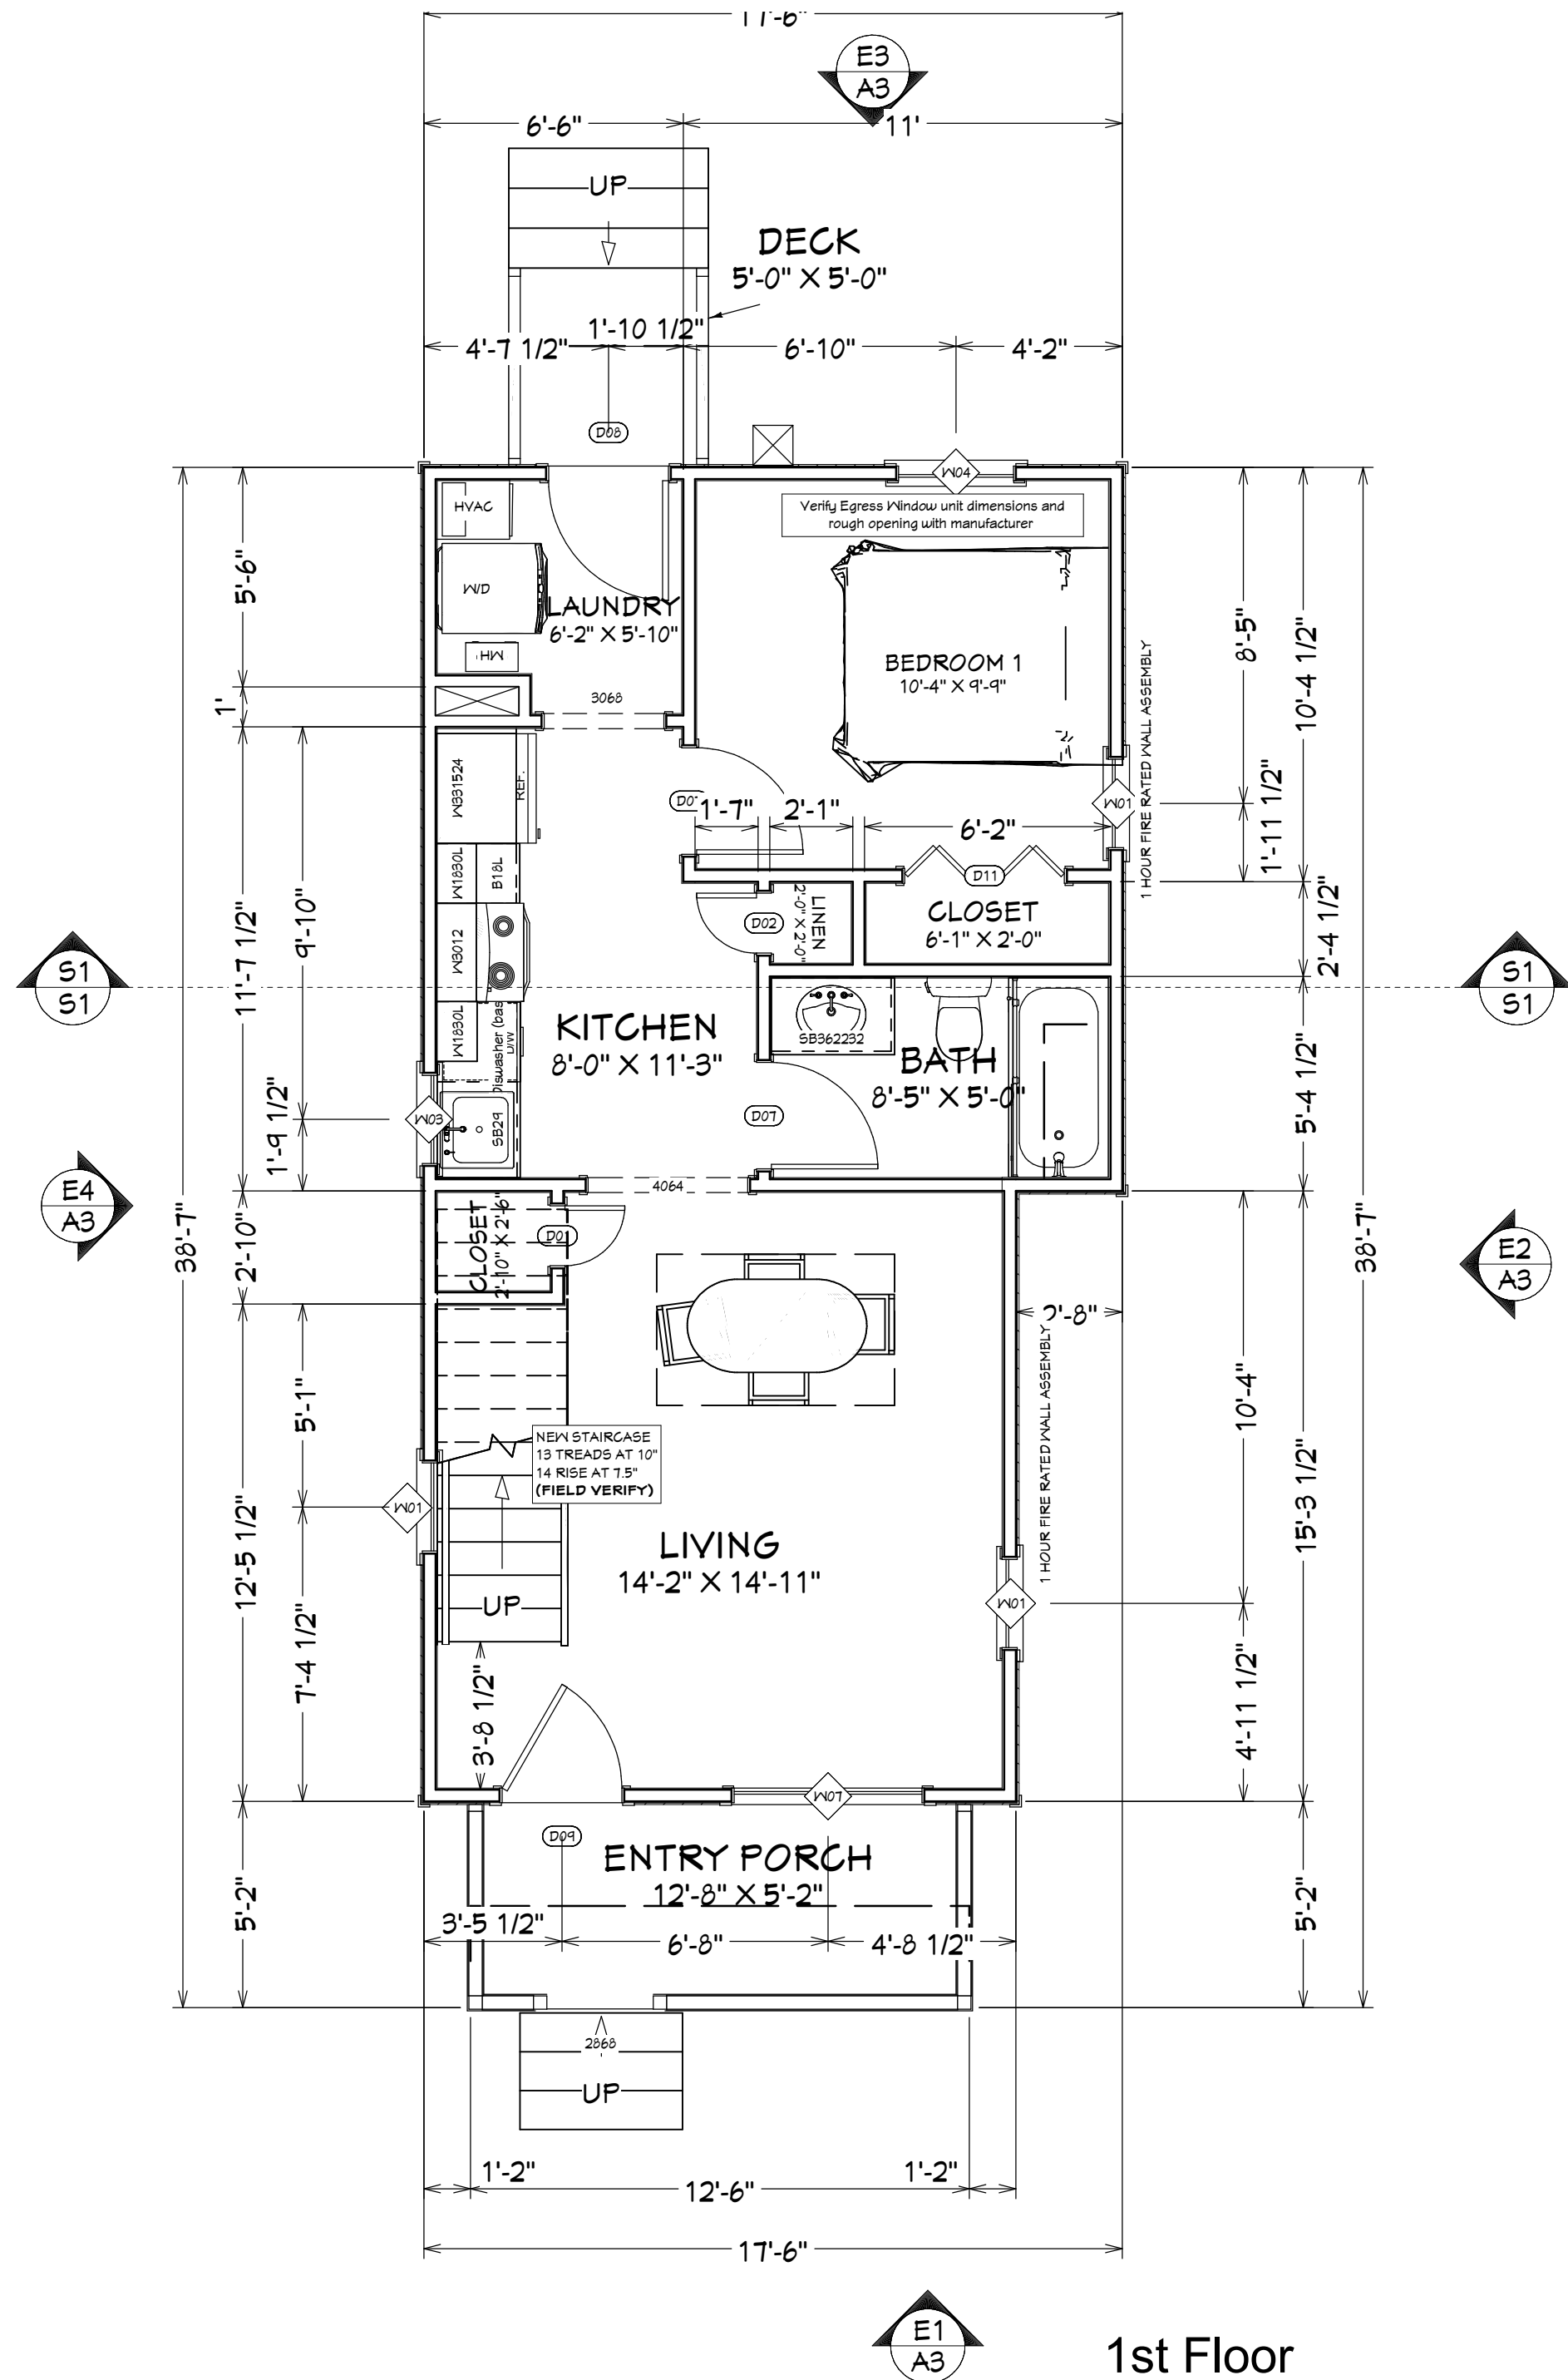 E3
A3
6'-6"
11'
UP
DECK
5'-0" X 5'-0"
1'-10 1/2"
4'-7 1/2"
6'-10"
4'-2"
D08
W04
HVAC
Verify Egress Window unit dimensions and
rough opening with manufacturer
5'-6"
W/D
LAUNDRY
6'-2" X 5'-10"
8'-5"
10'-4 1/2"
BEDROOM 1
10'-4" X 9'-9"
1 HOUR FIRE RATED WALL ASSEMBLY
3068
1'
W331524
REF.
W01
1'-7"
2'-1"
6'-2"
1'-11 1/2"
W1830L
B18L
D11
D02
LINEN
2'-0" X 2'-0"
CLOSET
6'-1" X 2'-0"
2'-4 1/2"
11'-7 1/2"
9'-10"
W3012
S1
S1
S1
S1
W1830L
D/W
KITCHEN
8'-0" X 11'-3"
SB362232
BATH
8'-5" X 5'-0"
5'-4 1/2"
1'-9 1/2"
W03
SB29
D07
E4
A3
4064
38'-7"
2'-10"
CLOSET
2'-10" X 2'-6"
38'-7"
E2
A3
5'-1"
1 HOUR FIRE RATED WALL ASSEMBLY
10'-4"
NEW STAIRCASE
13 TREADS AT 10"
14 RISE AT 7.5"
(FIELD VERIFY)
W01
12'-5 1/2"
15'-3 1/2"
LIVING
14'-2" X 14'-11"
UP
W01
7'-4 1/2"
3'-8 1/2"
4'-11 1/2"
W07
D09
ENTRY PORCH
12'-8" X 5'-2"
5'-2"
5'-2"
3'-5 1/2"
6'-8"
4'-8 1/2"
2868
UP
1'-2"
12'-6"
1'-2"
17'-6"
E1
A3
1st Floor